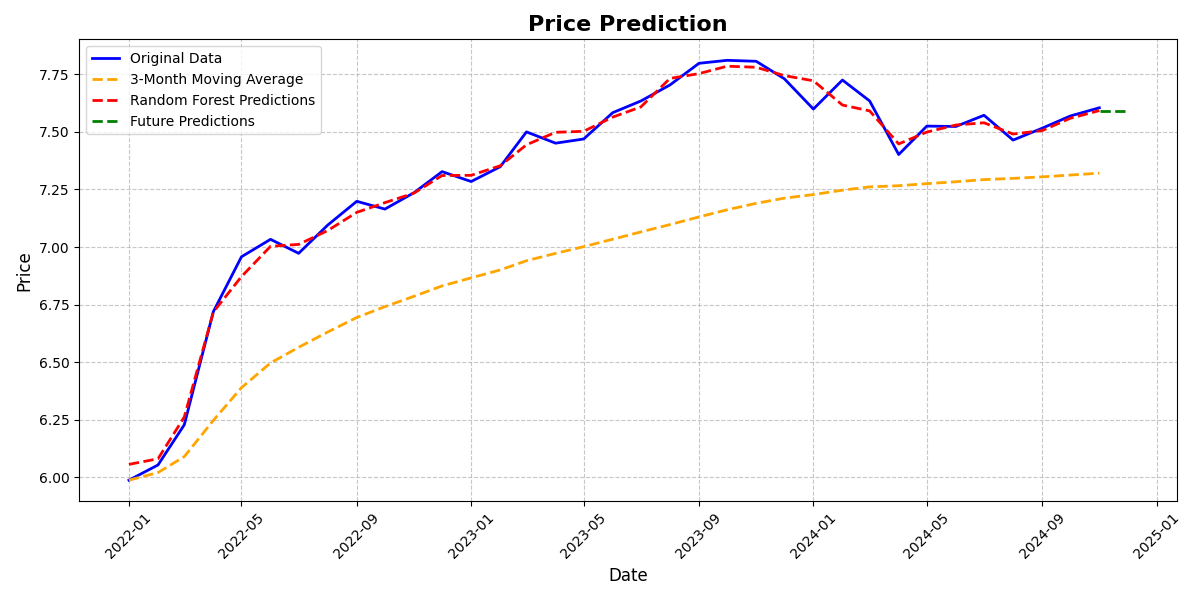 Price Prediction
Original Data
3-Month Moving Average
Random Forest Predictions
Future Predictions
Price
7.75
7.50
7.25
7.00
6.75
6.50
6.25
6.00
2022-01
2022-05
2022-09
2023-01
2023-05
2023-09
2024-01
2024-05
2024-09
2025-01
Date